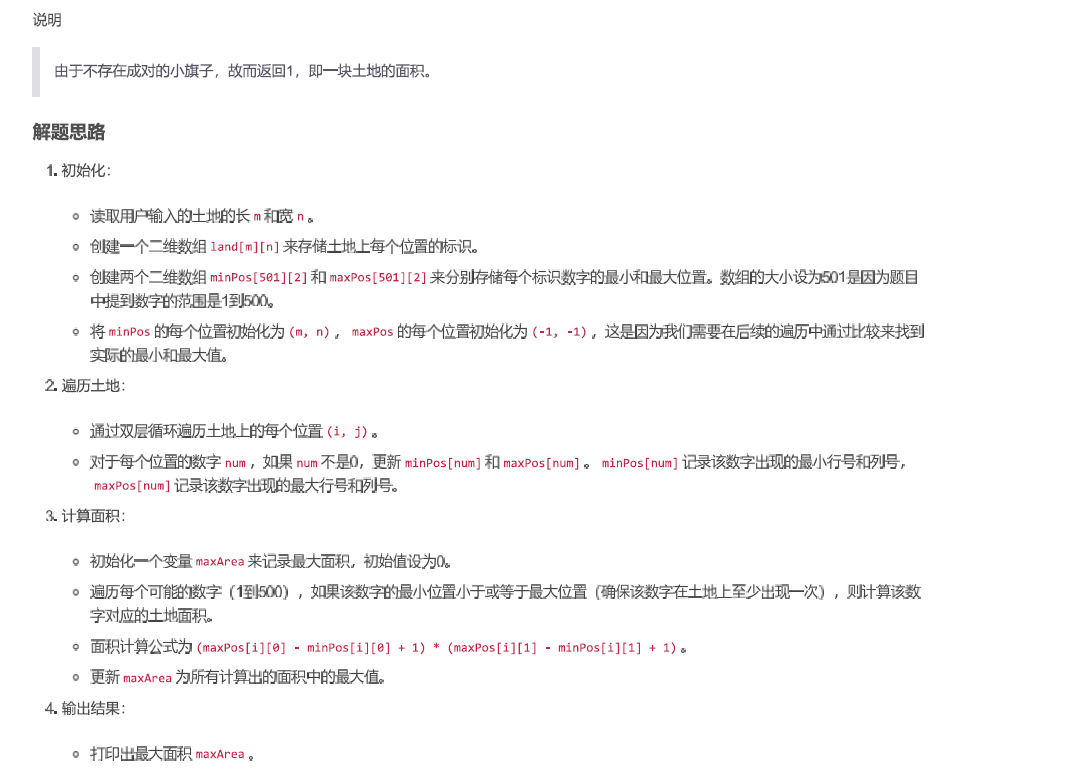 说明
由于不存在成对的小旗子，故而返回1，即一块土地的面积。
解题思路
1. 初始化：
读取用户输入的土地的长 m 和宽 n 。
创建一个二维数组 land[m][n] 来存储土地上每个位置的标识。
创建两个二维数组 minPos[501][2] 和 maxPos[501][2] 来分别存储每个标识数字的最小和最大位置。数组的大小设为501是因为题目
中提到数字的范围是1到500。
将 minPos 的每个位置初始化为 (m, n) ， maxPos 的每个位置初始化为 (-1, -1) ，这是因为我们需要在后续的遍历中通过比较来找到
实际的最小和最大值。
2. 遍历土地：
通过双层循环遍历土地上的每个位置 (i, j) 。
对于每个位置的数字 num ，如果 num 不是0，更新 minPos[num] 和 maxPos[num] 。 minPos[num] 记录该数字出现的最小行号和列号，
maxPos[num] 记录该数字出现的最大行号和列号。
3. 计算面积：
初始化一个变量 maxArea 来记录最大面积，初始值设为0。
遍历每个可能的数字（1到500），如果该数字的最小位置小于或等于最大位置（确保该数字在土地上至少出现一次），则计算该数
字对应的土地面积。
面积计算公式为 (maxPos[i][0] - minPos[i][0] + 1) * (maxPos[i][1] - minPos[i][1] + 1) 。
更新 maxArea 为所有计算出的面积中的最大值。
4. 输出结果：
打印出最大面积 maxArea 。